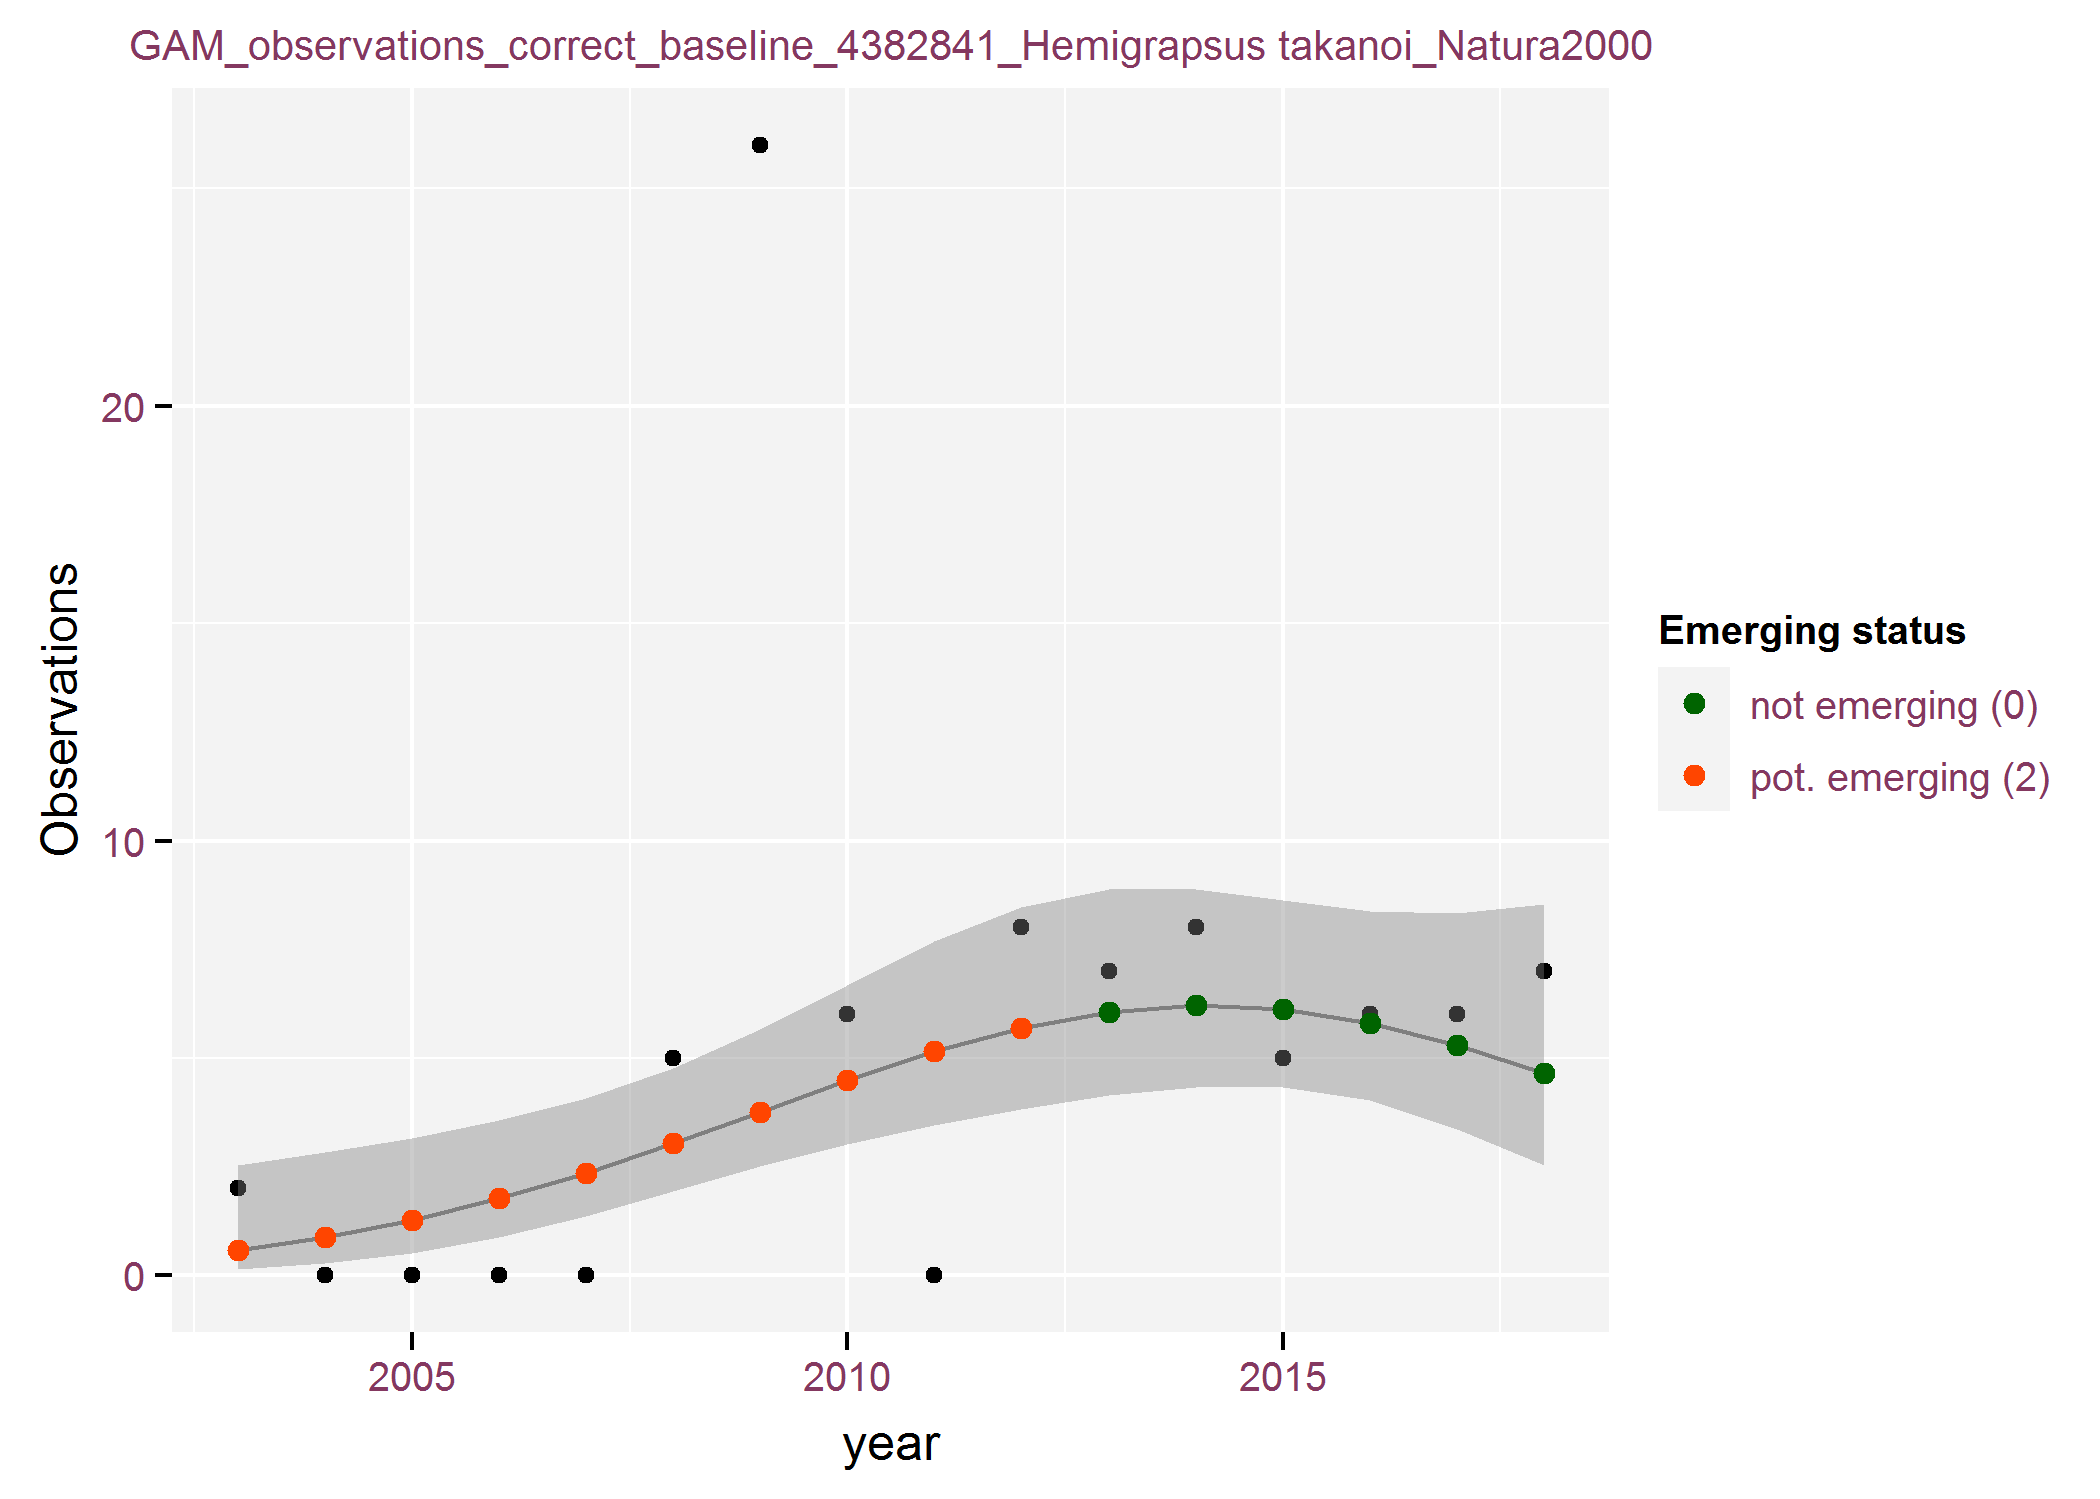 GAM_observations_correct_baseline_4382841_Hemigrapsus takanoi_Natura2000
20
10
0
Observations
2005 2010 2015
year
Emerging status
not emerging (0)
pot. emerging (2)